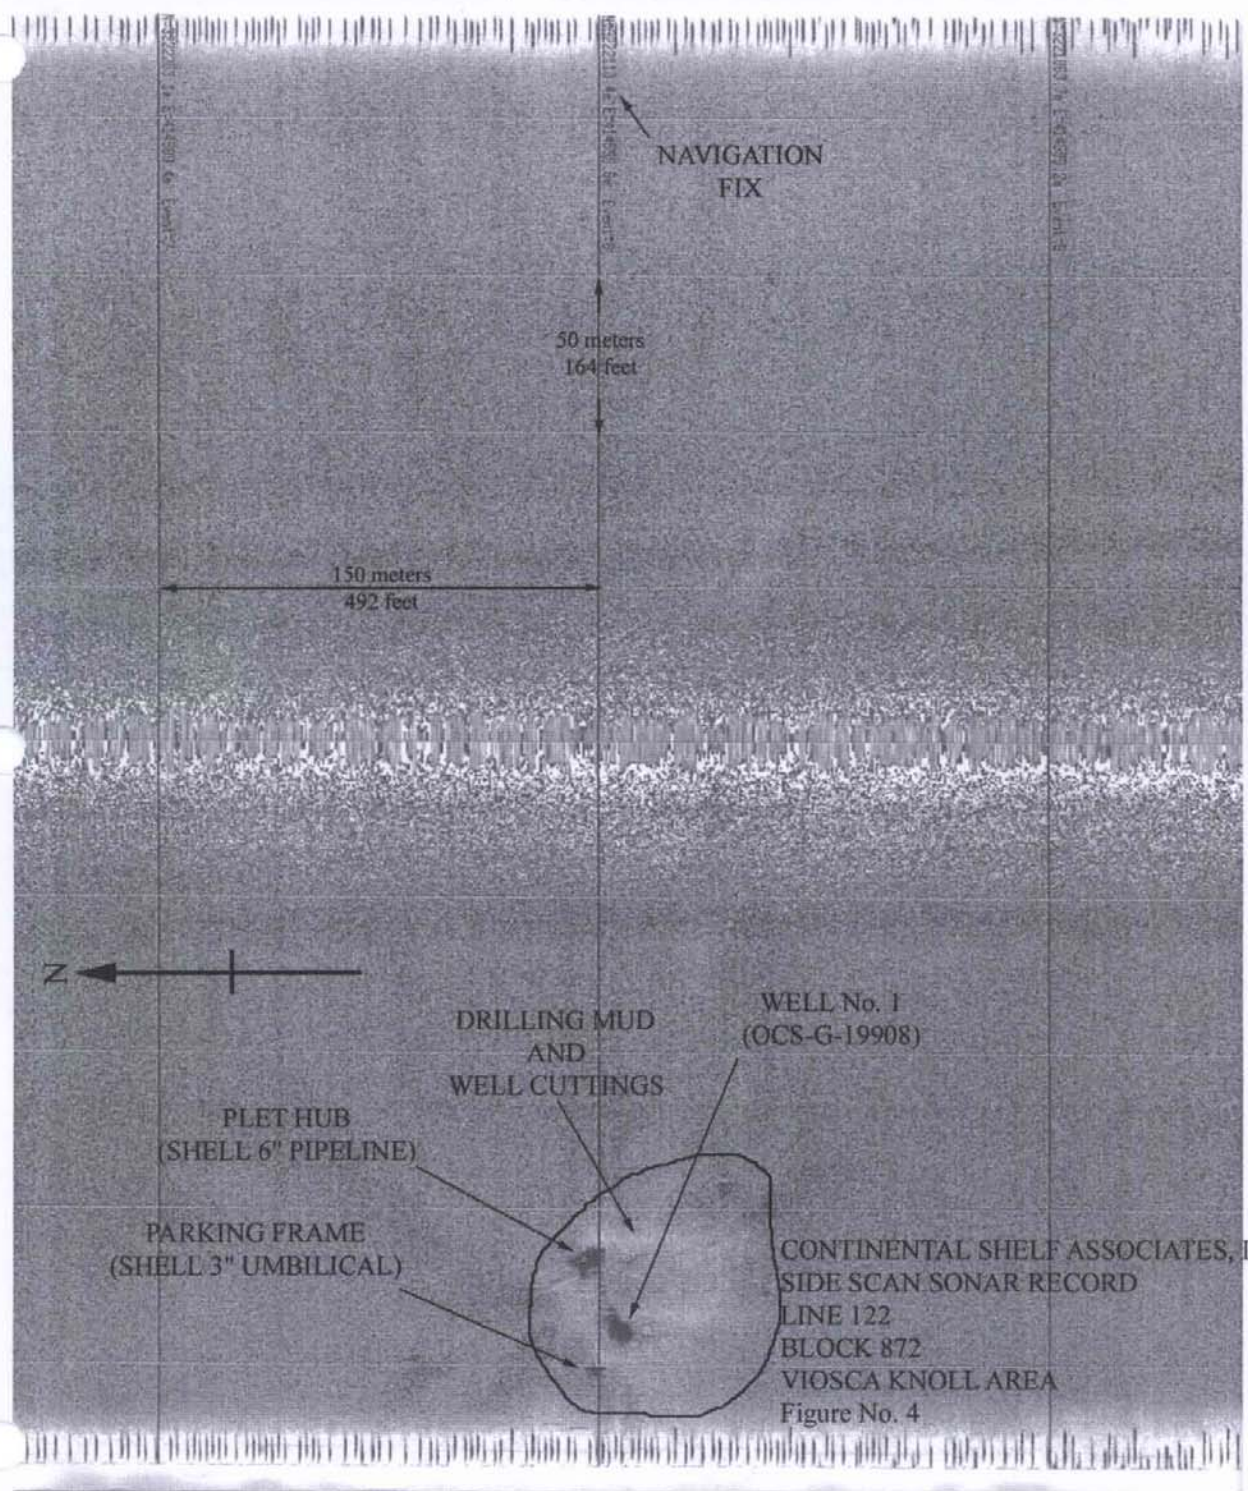 NAVIGATION
FIX
50 meters
164 feet
150 meters
492 feet
N
DRILLING MUD
AND
WELL CUTTINGS
WELL No. 1
(OCS-G-19908)
PLET HUB
(SHELL 6" PIPELINE)
PARKING FRAME
(SHELL 3" UMBILICAL)
CONTINENTAL SHELF ASSOCIATES,
SIDE SCAN SONAR RECORD
LINE 122
BLOCK 872
VIOSCA KNOLL AREA
Figure No. 4